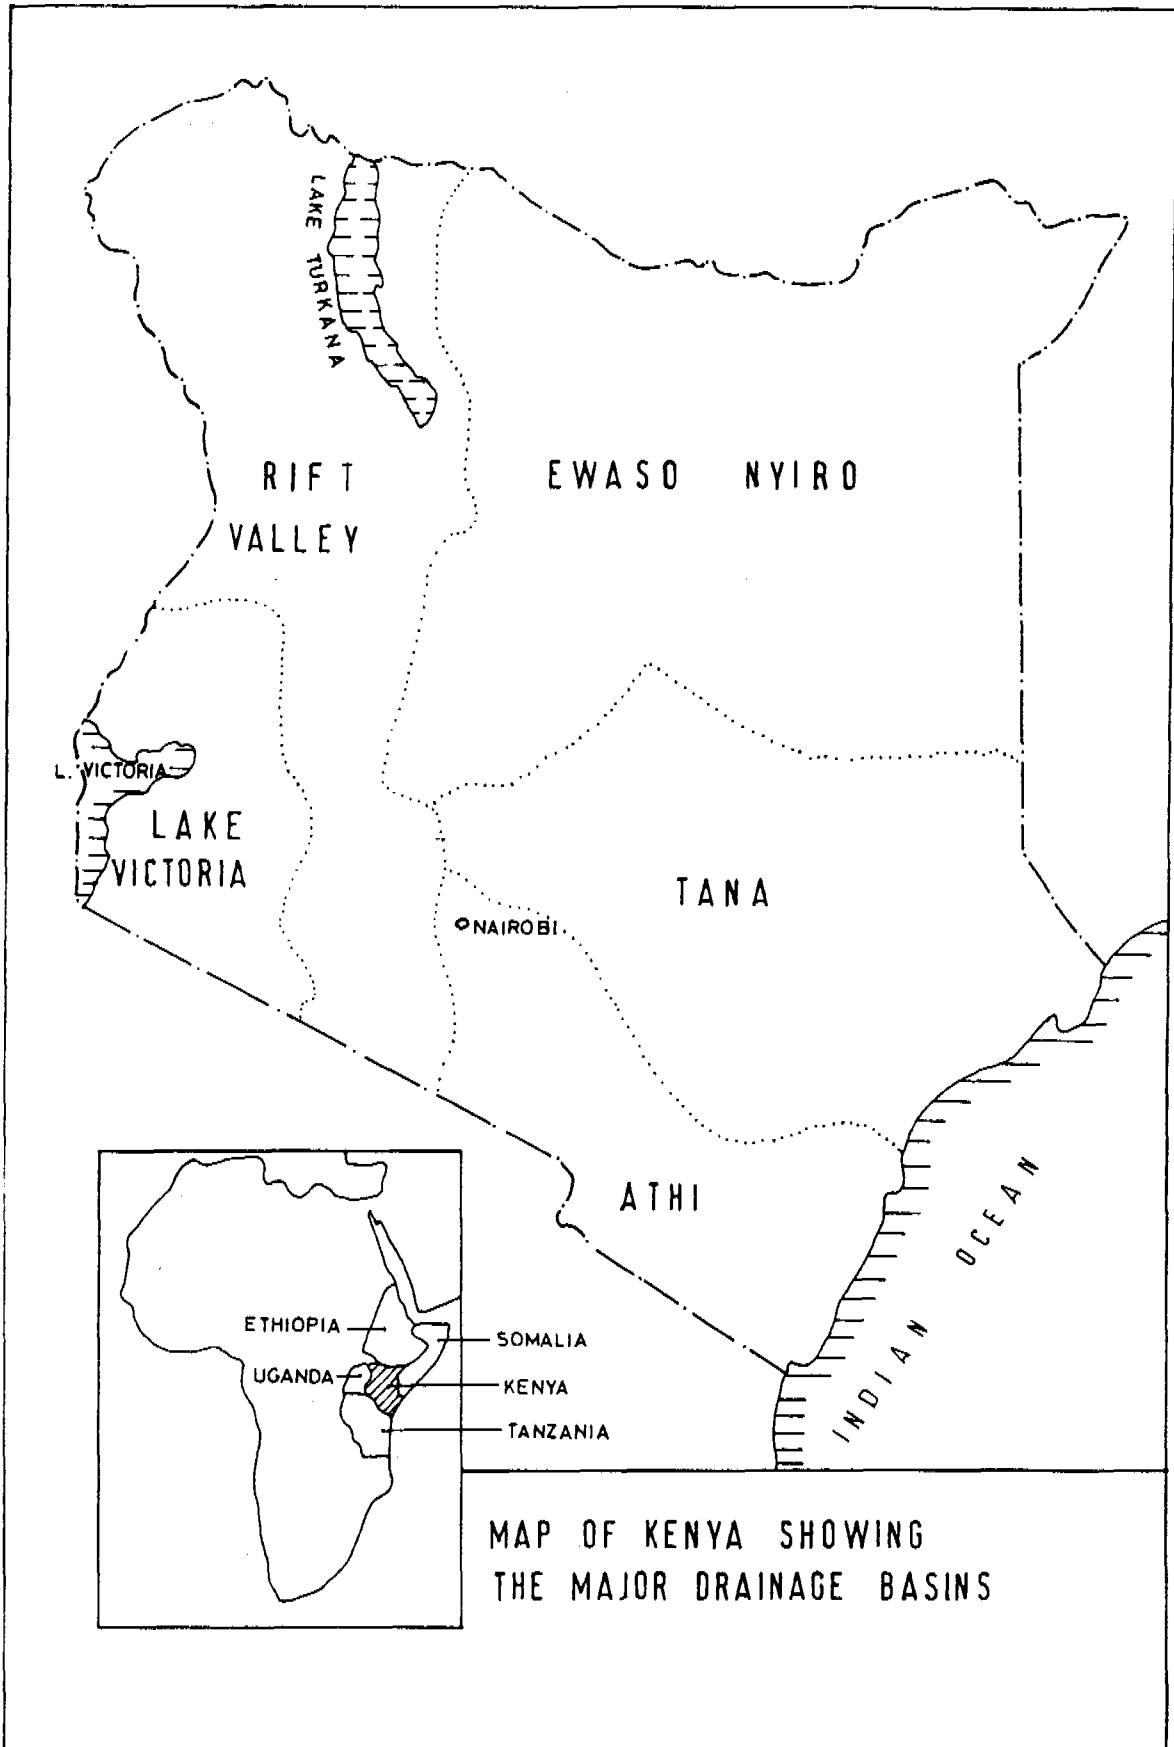 LAKE TURKANA
RIFT
VALLEY
EWASO NYIRO
L. VICTORIA
LAKE
VICTORIA
TANA
NAIROBI
ATHI
INDIAN OCEAN
ETHIOPIA
SOMALIA
UGANDA
KENYA
TANZANIA
MAP OF KENYA SHOWING
THE MAJOR DRAINAGE BASINS